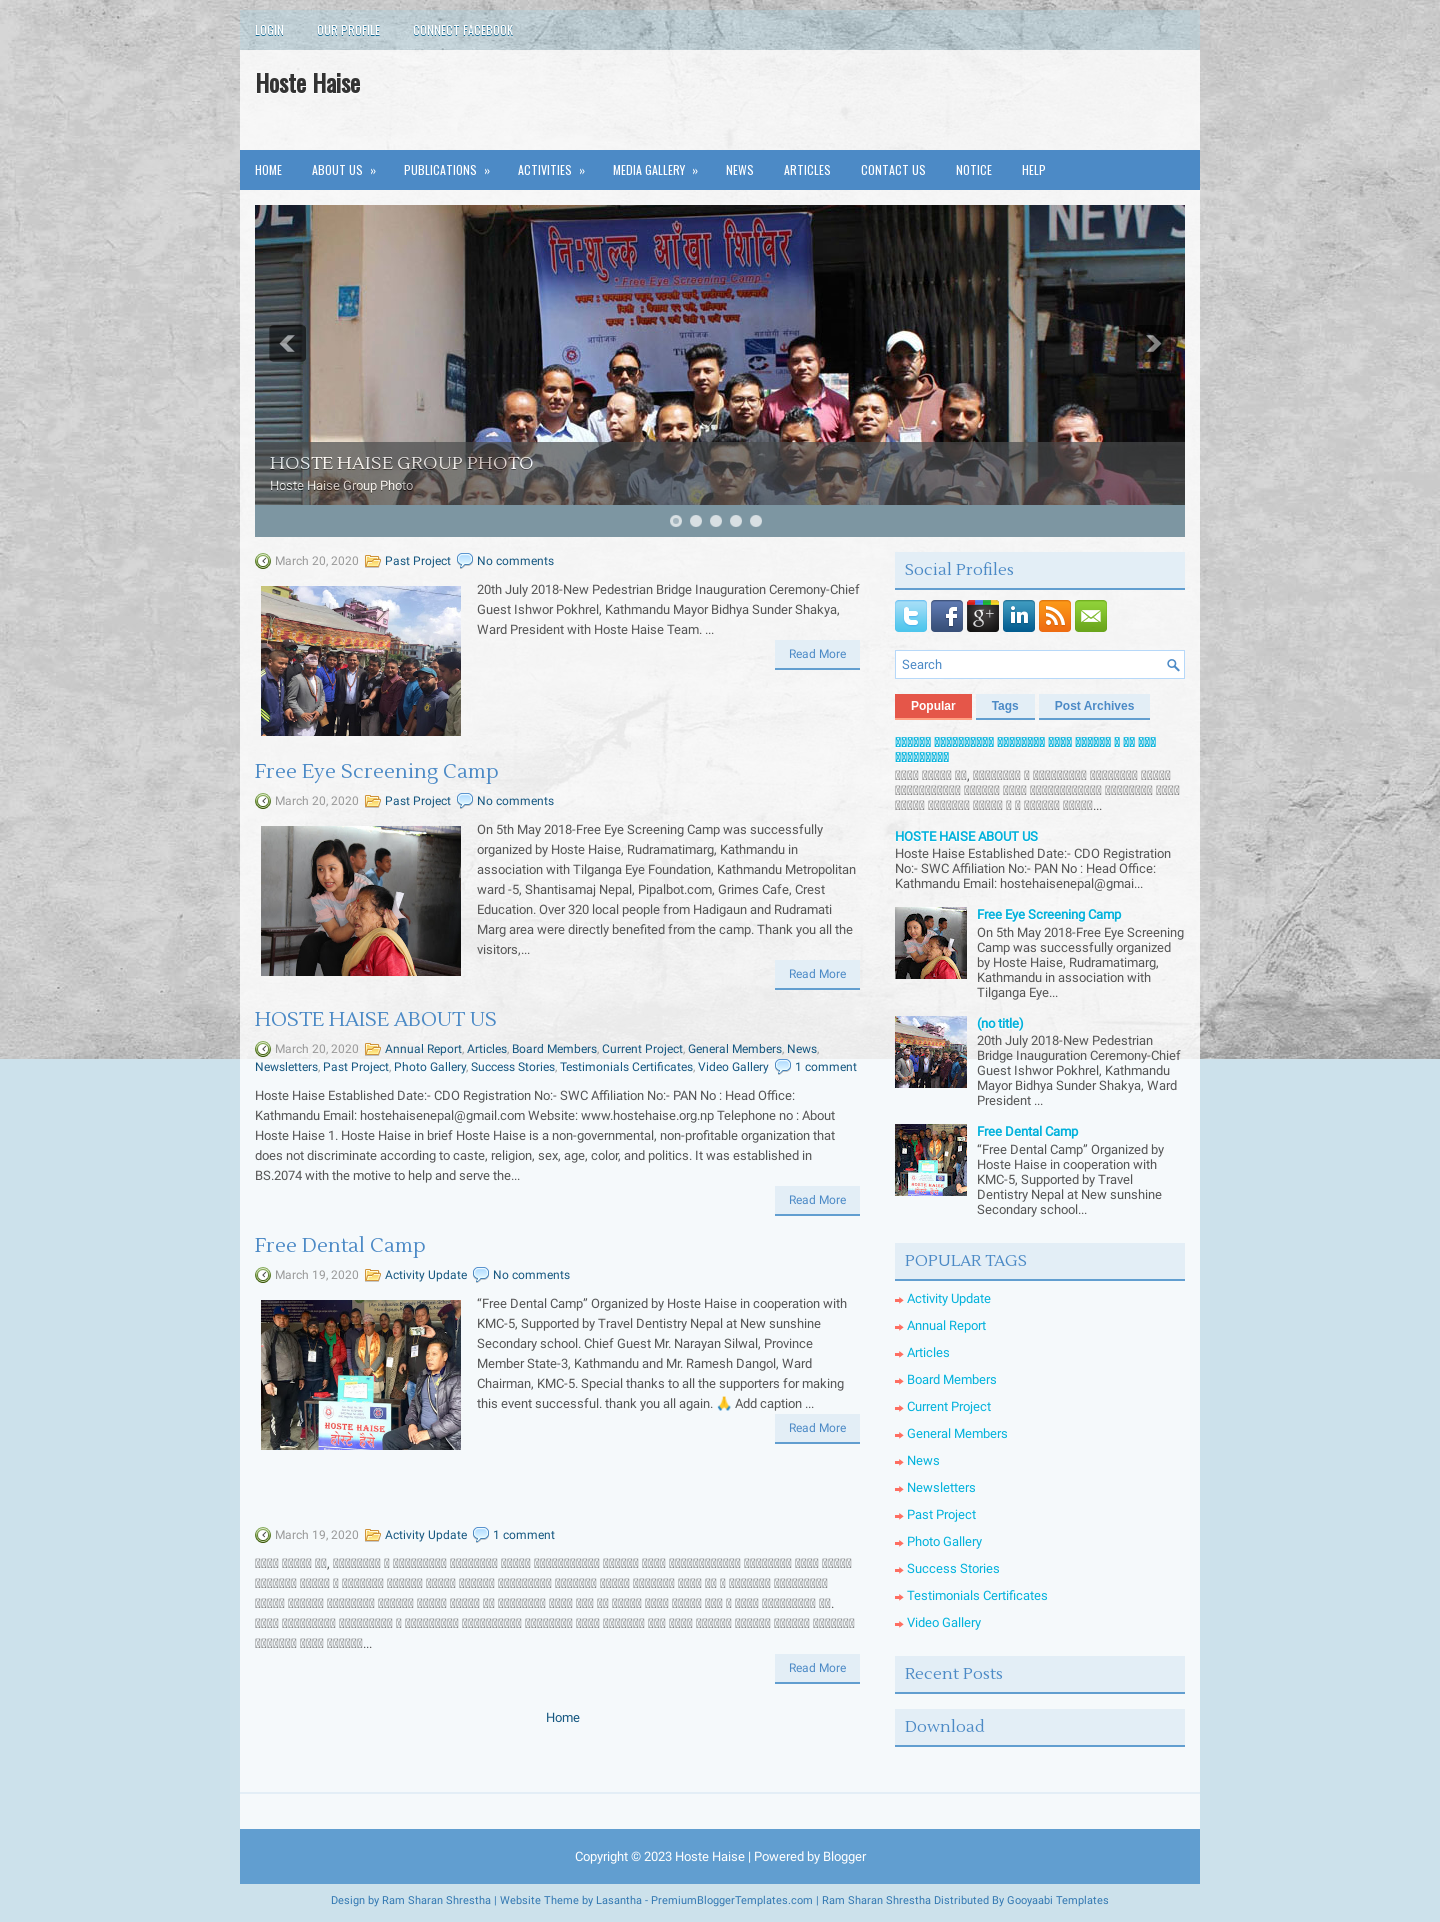 LOGIN OUR PROFILE CONNECT FACEBOOK
Hoste Haise
HOME ABOUT US » PUBLICATIONS » ACTIVITIES » MEDIA GALLERY » NEWS ARTICLES CONTACT US NOTICE HELP
NEW S
नि:शुल्क आँखा शिविर
"Free Eye Screening Camp"
HOSTE HAISE GROUP PHOTO
Hoste Haise Group Photo
March 20, 2020 Past Project No comments
20th July 2018-New Pedestrian Bridge Inauguration Ceremony-Chief
Guest Ishwor Pokhrel, Kathmandu Mayor Bidhya Sunder Shakya,
Ward President with Hoste Haise Team. ...
Read More
Free Eye Screening Camp
March 20, 2020 Past Project No comments
On 5th May 2018-Free Eye Screening Camp was successfully
organized by Hoste Haise, Rudramatimarg, Kathmandu in
association with Tilganga Eye Foundation, Kathmandu Metropolitan
ward -5, Shantisamaj Nepal, Pipalbot.com, Grimes Cafe, Crest
Education. Over 320 local people from Hadigaun and Rudramati
Marg area were directly benefited from the camp. Thank you all the
visitors,...
Read More
HOSTE HAISE ABOUT US
March 20, 2020 Annual Report, Articles, Board Members, Current Project, General Members, News,
Newsletters, Past Project, Photo Gallery, Success Stories, Testimonials Certificates, Video Gallery 1 comment
Hoste Haise Established Date:- CDO Registration No:- SWC Affiliation No:- PAN No : Head Office:
Kathmandu Email: hostehaisenepal@gmail.com Website: www.hostehaise.org.np Telephone no : About
Hoste Haise 1. Hoste Haise in brief Hoste Haise is a non-governmental, non-profitable organization that
does not discriminate according to caste, religion, sex, age, color, and politics. It was established in
BS.2074 with the motive to help and serve the...
Read More
Free Dental Camp
March 19, 2020 Activity Update No comments
“Free Dental Camp” Organized by Hoste Haise in cooperation with
KMC-5, Supported by Travel Dentistry Nepal at New sunshine
Secondary school. Chief Guest Mr. Narayan Silwal, Province
Member State-3, Kathmandu and Mr. Ramesh Dangol, Ward
Chairman, KMC-5. Special thanks to all the supporters for making
this event successful. thank you all again. 🙏 Add caption ...
HOSTE HAISE
होस्टे हैंसे
Read More
March 19, 2020 Activity Update 1 comment
Read More
Home
Social Profiles
Search
Popular Tags Post Archives
HOSTE HAISE ABOUT US
Hoste Haise Established Date:- CDO Registration
No:- SWC Affiliation No:- PAN No : Head Office:
Kathmandu Email: hostehaisenepal@gmai...
Free Eye Screening Camp
On 5th May 2018-Free Eye Screening
Camp was successfully organized
by Hoste Haise, Rudramatimarg,
Kathmandu in association with
Tilganga Eye...
(no title)
20th July 2018-New Pedestrian
Bridge Inauguration Ceremony-Chief
Guest Ishwor Pokhrel, Kathmandu
Mayor Bidhya Sunder Shakya, Ward
President ...
Free Dental Camp
“Free Dental Camp” Organized by
Hoste Haise in cooperation with
KMC-5, Supported by Travel
Dentistry Nepal at New sunshine
Secondary school...
POPULAR TAGS
Activity Update
Annual Report
Articles
Board Members
Current Project
General Members
News
Newsletters
Past Project
Photo Gallery
Success Stories
Testimonials Certificates
Video Gallery
Recent Posts
Download
Copyright © 2023 Hoste Haise | Powered by Blogger
Design by Ram Sharan Shrestha | Website Theme by Lasantha - PremiumBloggerTemplates.com | Ram Sharan Shrestha Distributed By Gooyaabi Templates